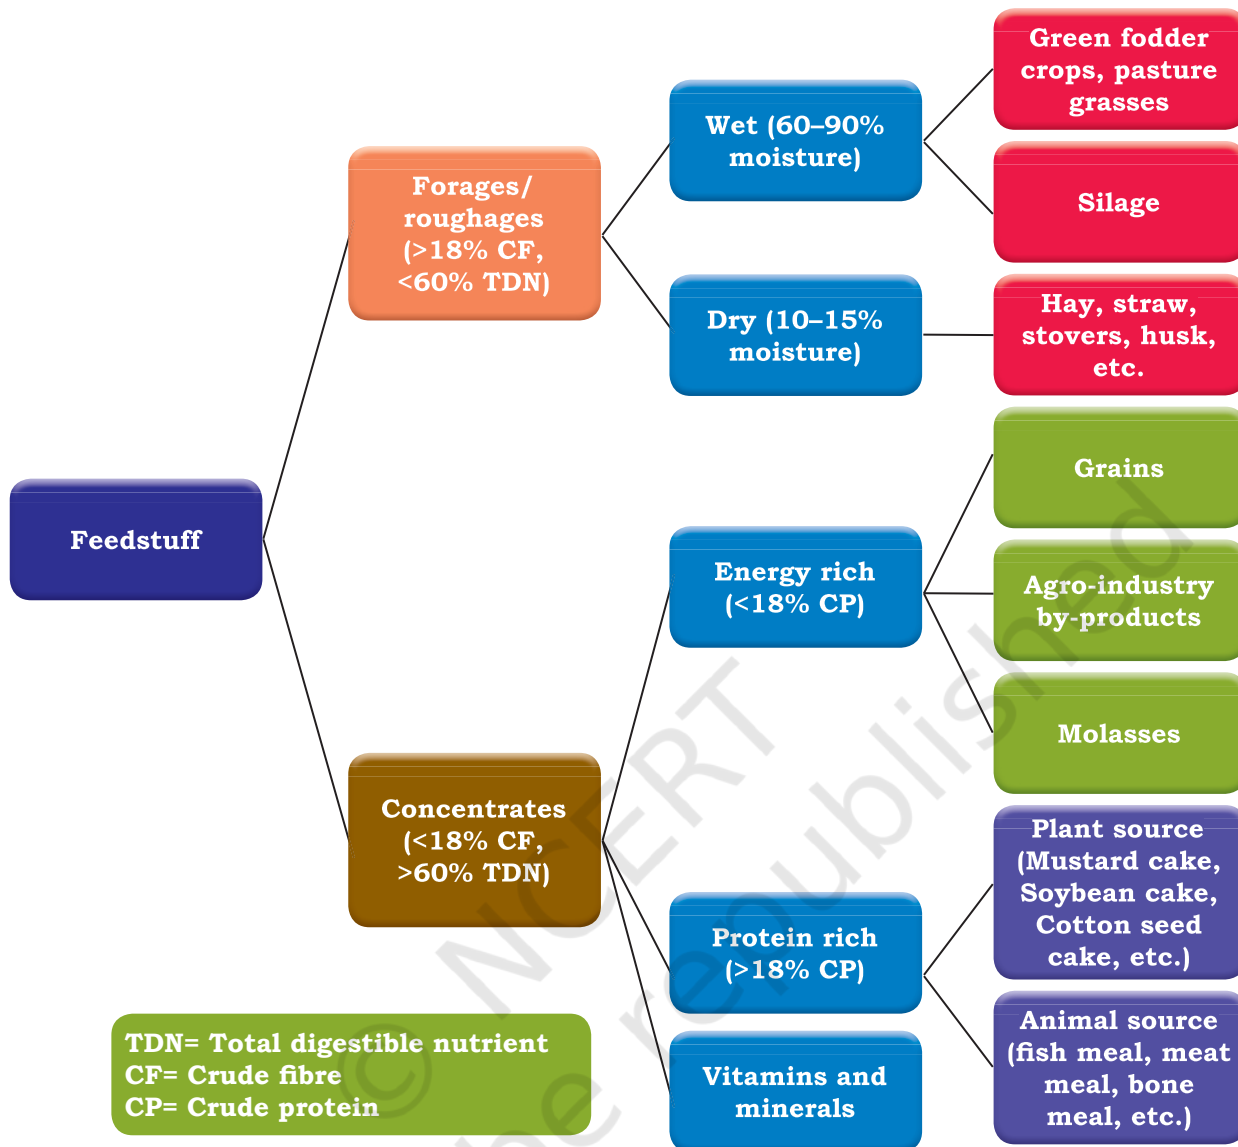 Feedstuff
Forages/
roughages
(>18% CF,
<60% TDN)
Wet (60–90%
moisture)
Green fodder
crops, pasture
grasses
Silage
Dry (10–15%
moisture)
Hay, straw,
stovers, husk,
etc.
Concentrates
(<18% CF,
>60% TDN)
Energy rich
(<18% CP)
Grains
Agro-industry
by-products
Molasses
Protein rich
(>18% CP)
Plant source
(Mustard cake,
Soybean cake,
Cotton seed
cake, etc.)
Animal source
(fish meal, meat
meal, bone
meal, etc.)
Vitamins and
minerals
TDN= Total digestible nutrient
CF= Crude fibre
CP= Crude protein
© NCERT
be republished